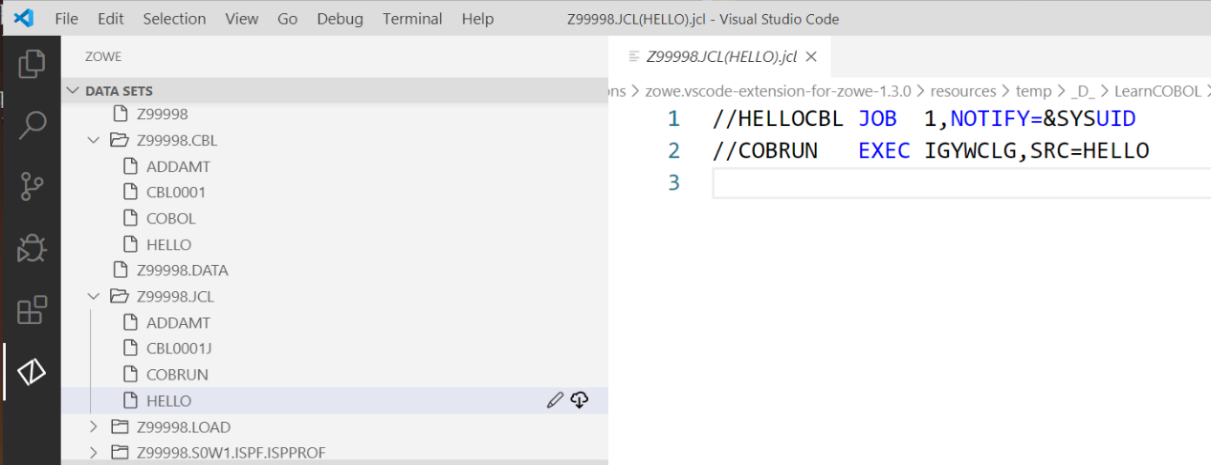 File Edit Selection View Go Debug Terminal Help Z99998.JCL(HELLO).jcl - Visual Studio Code
ZOWE
DATA SETS
Z99998
Z99998.CBL
ADDAMT
CBL0001
COBOL
HELLO
Z99998.DATA
Z99998.JCL
ADDAMT
CBL0001J
COBRUN
HELLO
Z99998.LOAD
Z99998.S0W1.ISPF.ISPPROF
Z99998.JCL(HELLO).jcl
ns > zowe.vscode-extension-for-zowe-1.3.0 > resources > temp > _D_ > LearnCOBOL >
1 //HELLOCBL JOB 1,NOTIFY=&SYSUID
2 //COBRUN EXEC IGYWCLG,SRC=HELLO
3